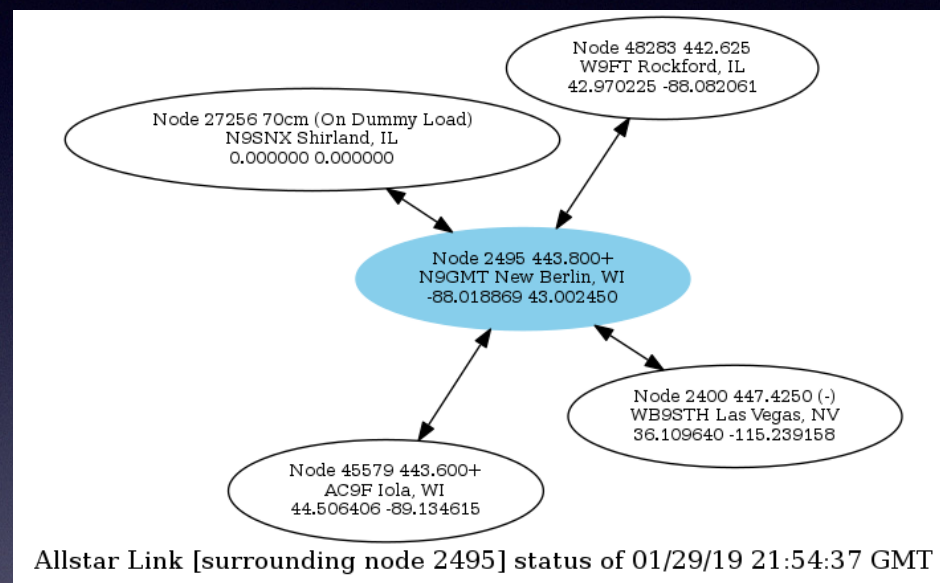 Node 48283 442.625
W9FT Rockford, IL
42.970225 -88.082061
Node 27256 70cm (On Dummy Load)
N9SNX Shirland, IL
0.000000 0.000000
Node 2495 443.800+
N9GMT New Berlin, WI
-88.018869 43.002450
Node 2400 447.4250 (-)
WB9STH Las Vegas, NV
36.109640 -115.239158
Node 45579 443.600+
AC9F Iola, WI
44.506406 -89.134615
Allstar Link [surrounding node 2495] status of 01/29/19 21:54:37 GMT